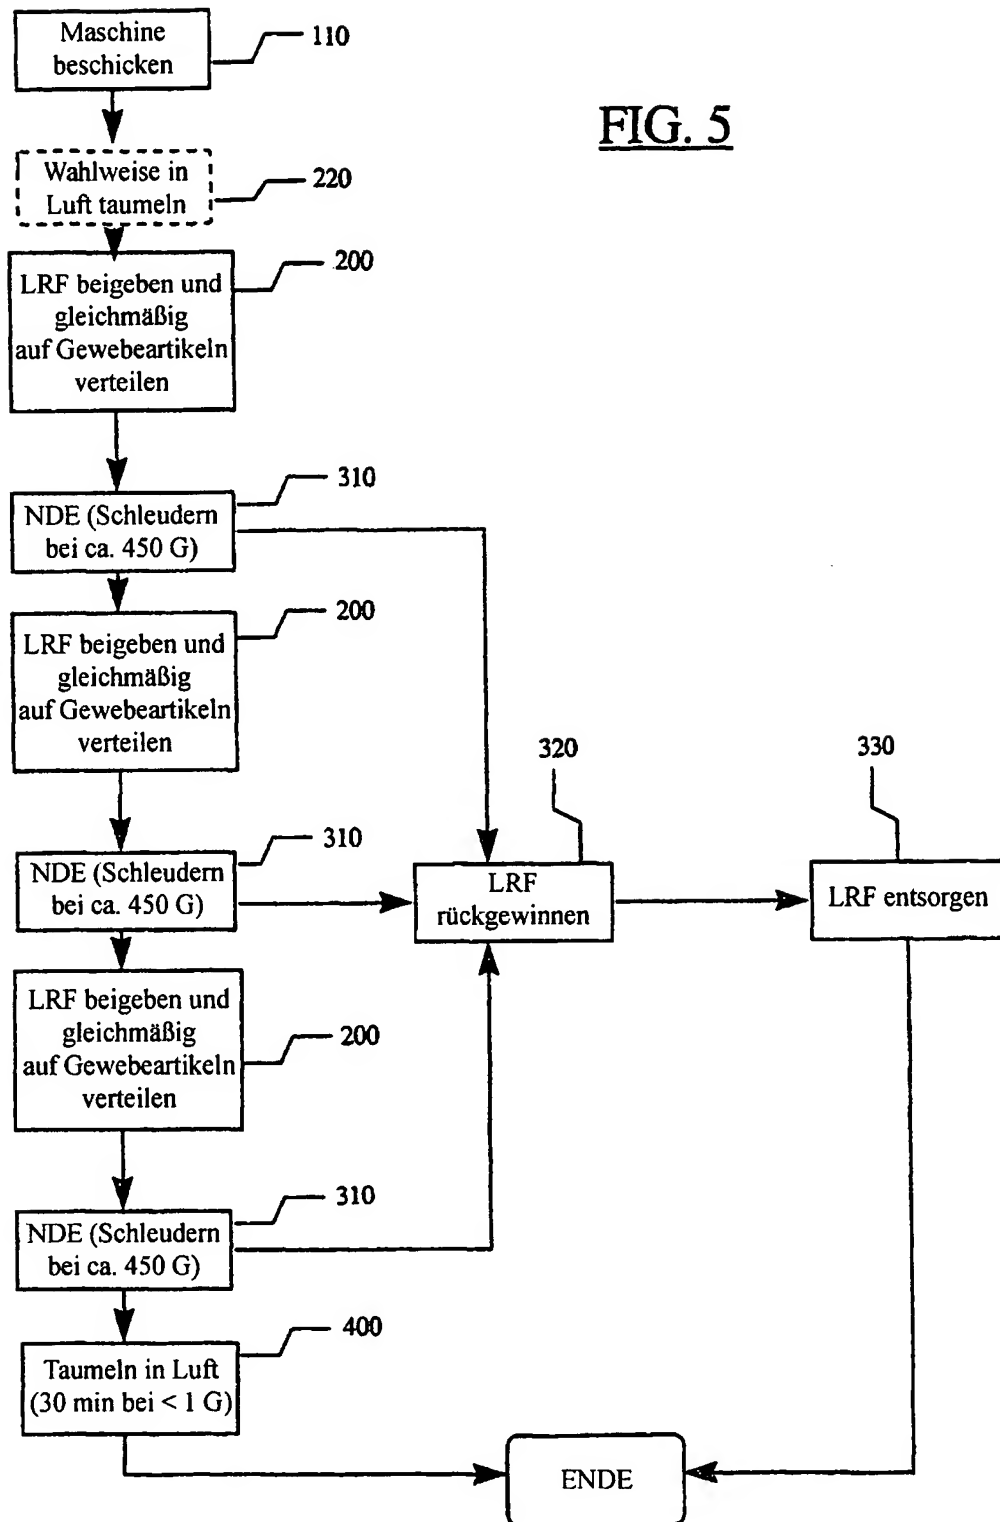 Maschine
beschicken
110
FIG. 5
Wahlweise in
Luft taumeln
220
LRF beigeben und
gleichmäßig
auf Gewebeartikeln
verteilen
200
NDE (Schleudern
bei ca. 450 G)
310
LRF beigeben und
gleichmäßig
auf Gewebeartikeln
verteilen
200
NDE (Schleudern
bei ca. 450 G)
310
LRF
rückgewinnen
320
LRF entsorgen
330
LRF beigeben und
gleichmäßig
auf Gewebeartikeln
verteilen
200
NDE (Schleudern
bei ca. 450 G)
310
Taumeln in Luft
(30 min bei < 1 G)
400
ENDE